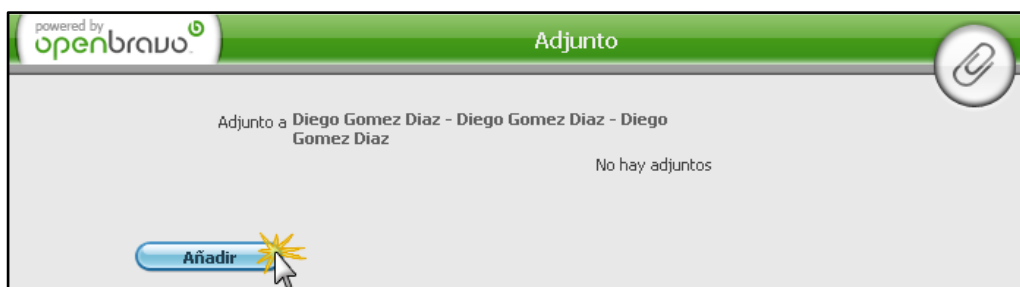 powered by
openbravo
Adjunto
Adjunto a Diego Gomez Diaz - Diego Gomez Diaz - Diego
Gomez Diaz
No hay adjuntos
Añadir